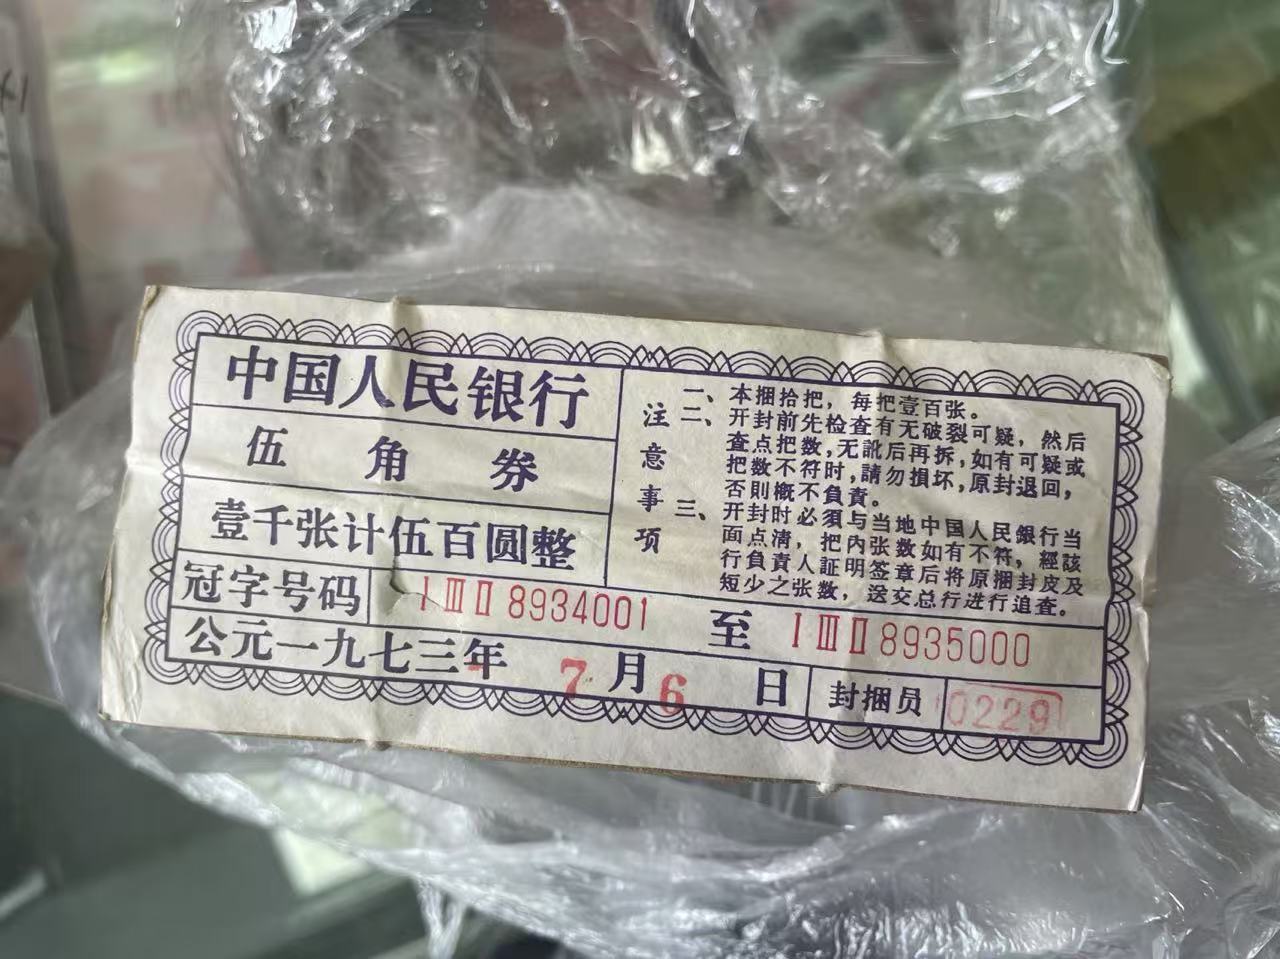 中国人民银行
伍角券
壹千张计伍百圆整
注意事项
一、本捆拾把，每把壹百张。
二、开封前先检查有无破裂可疑，然后
查点把数，无訛后再拆，如有可疑或
把数不符时，請勿損坏，原封退回，
否則概不負責。
三、开封时必須与当地中国人民銀行当
面点清，把内张数如有不符，經該
行負責人証明签章后将原捆封皮及
短少之张数，送交总行进行追查。
冠字号码 ⅠⅢⅡ8934001 至 ⅠⅢⅡ8935000
公元一九七三年 7 月 6 日 封捆员 0229